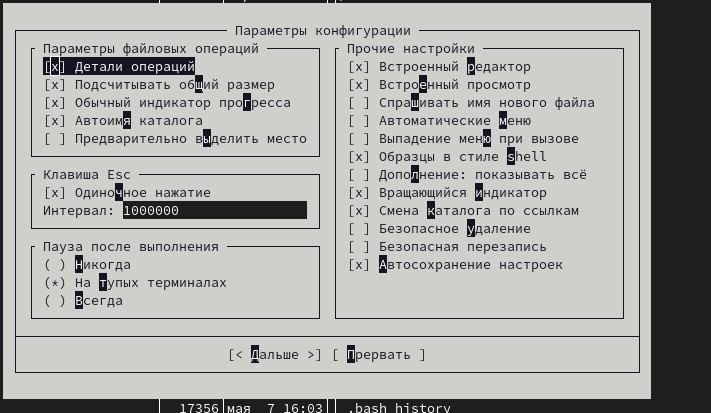 Параметры конфигурации
Параметры файловых операций
[x] Детали операций
[x] Подсчитывать общий размер
[x] Обычный индикатор прогресса
[x] Автоимя каталога
[ ] Предварительно выделить место
Клавиша Esc
[x] Одиночное нажатие
Интервал: 1000000
Пауза после выполнения
( ) Никогда
(*) На тупых терминалах
( ) Всегда
Прочие настройки
[x] Встроенный редактор
[x] Встроенный просмотр
[ ] Спрашивать имя нового файла
[ ] Автоматические меню
[ ] Выпадение меню при вызове
[x] Образцы в стиле shell
[ ] Дополнение: показывать всё
[x] Вращающийся индикатор
[x] Смена каталога по ссылкам
[ ] Безопасное удаление
[ ] Безопасная перезапись
[x] Автосохранение настроек
[< Дальше >] [ Прервать ]
17356 мая 7 16:03 .bash_history